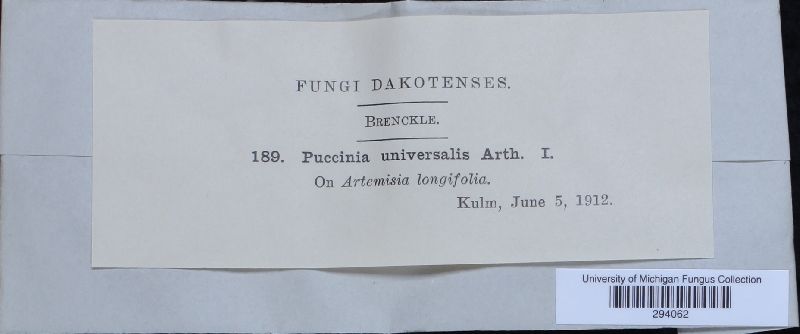 FUNGI DAKOTENSES.
BRENCKLE.
189. Puccinia universalis Arth. I.
On Artemisia longifolia.
Kulm, June 5, 1912.
University of Michigan Fungus Collection
294062